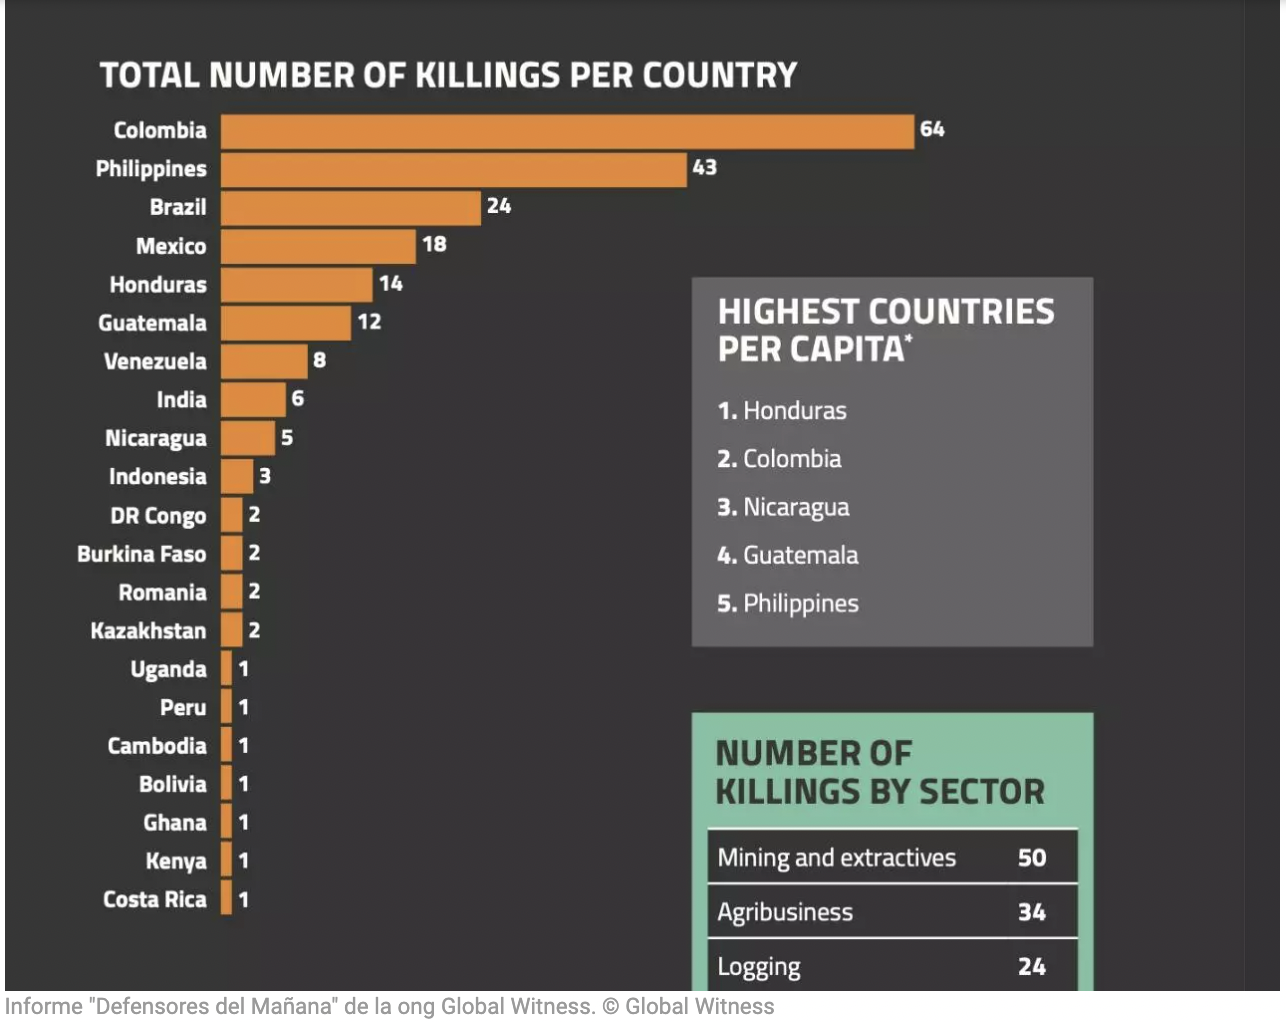 TOTAL NUMBER OF KILLINGS PER COUNTRY
Colombia 64
Philippines 43
Brazil 24
Mexico 18
Honduras 14
Guatemala 12
Venezuela 8
India 6
Nicaragua 5
Indonesia 3
DR Congo 2
Burkina Faso 2
Romania 2
Kazakhstan 2
Uganda 1
Peru 1
Cambodia 1
Bolivia 1
Ghana 1
Kenya 1
Costa Rica 1
HIGHEST COUNTRIES
PER CAPITA*
1. Honduras
2. Colombia
3. Nicaragua
4. Guatemala
5. Philippines
NUMBER OF
KILLINGS BY SECTOR
Mining and extractives 50
Agribusiness 34
Logging 24
Informe "Defensores del Mañana" de la ong Global Witness. © Global Witness